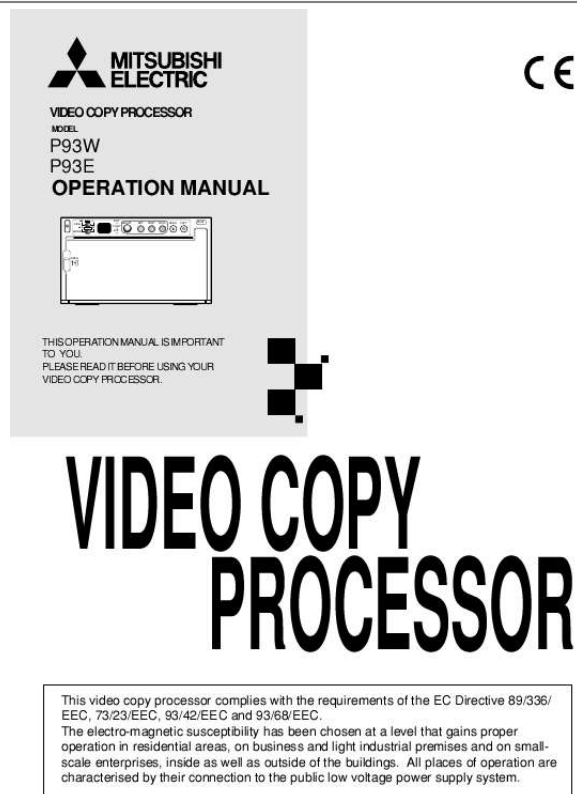 MITSUBISHI
ELECTRIC
CE
VIDEO COPY PROCESSOR
MODEL
P93W
P93E
OPERATION MANUAL
THIS OPERATION MANUAL IS IMPORTANT
TO YOU.
PLEASE READ IT BEFORE USING YOUR
VIDEO COPY PROCESSOR.
VIDEO COPY
PROCESSOR
This video copy processor complies with the requirements of the EC Directive 89/336/
EEC, 73/23/EEC, 93/42/EEC and 93/68/EEC.
The electro-magnetic susceptibility has been chosen at a level that gains proper
operation in residential areas, on business and light industrial premises and on small-
scale enterprises, inside as well as outside of the buildings. All places of operation are
characterised by their connection to the public low voltage power supply system.